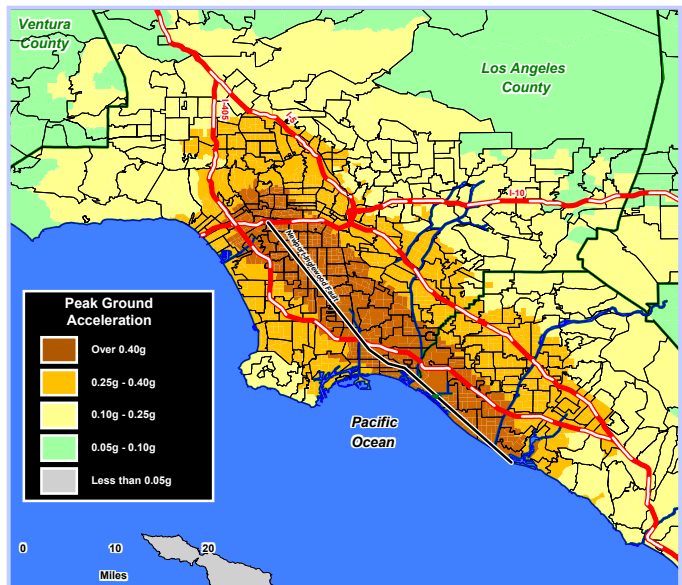 Ventura
County
Los Angeles
County
I-405
I-5
I-10
Newport-Inglewood Fault
Peak Ground
Acceleration
Over 0.40g
0.25g - 0.40g
0.10g - 0.25g
0.05g - 0.10g
Less than 0.05g
Pacific
Ocean
0 10 20
Miles